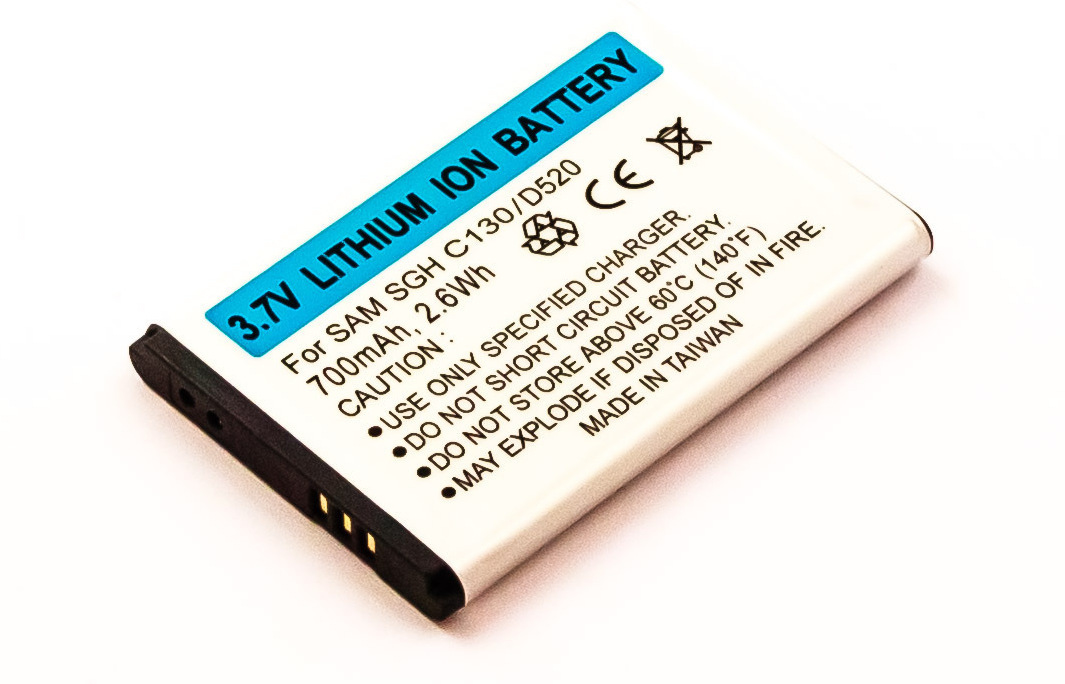 3.7V LITHIUM ION BATTERY
For SAM SGH C130/D520
700mAh, 2.6Wh
CE
CAUTION :
●USE ONLY SPECIFIED CHARGER.
●DO NOT SHORT CIRCUIT BATTERY.
●DO NOT STORE ABOVE 60°C (140°F)
●MAY EXPLODE IF DISPOSED OF IN FIRE.
MADE IN TAIWAN